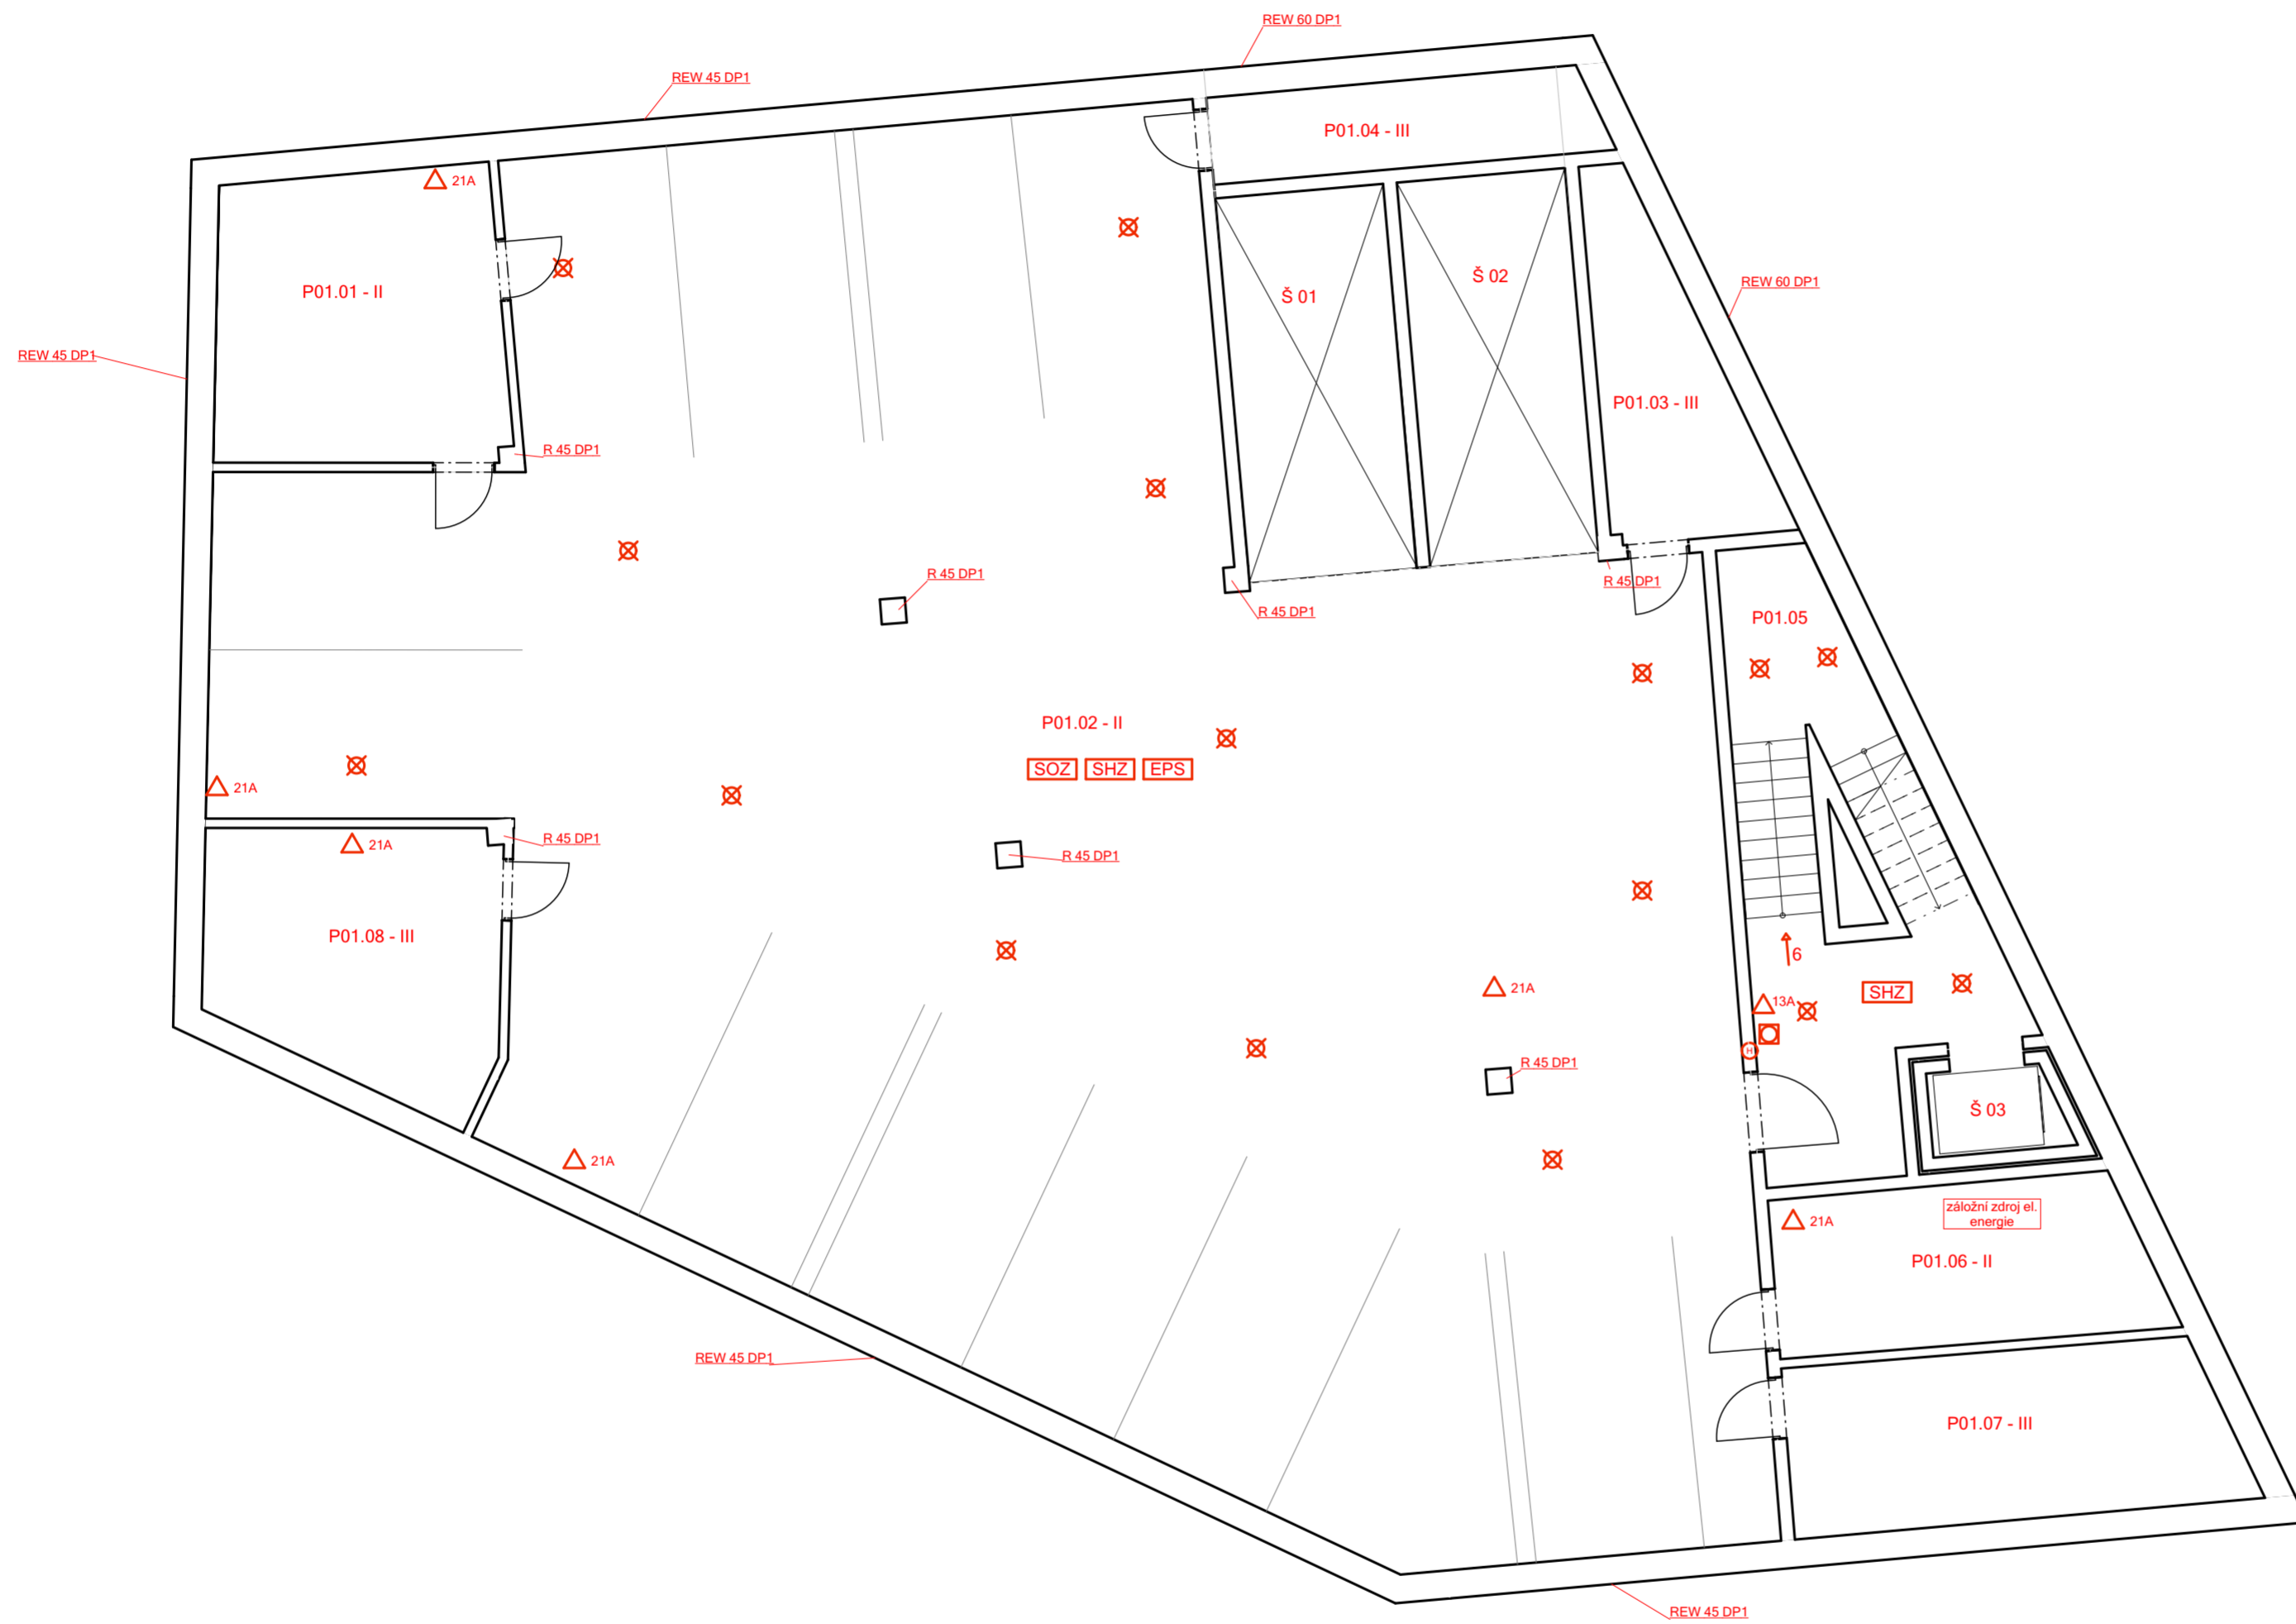 REW 60 DP1
REW 45 DP1
P01.04 - III
21A
Š 02
REW 60 DP1
P01.01 - II
Š 01
REW 45 DP1
P01.03 - III
R 45 DP1
R 45 DP1
R 45 DP1
R 45 DP1
P01.05
P01.02 - II
SOZ SHZ EPS
21A
R 45 DP1
21A
R 45 DP1
P01.08 - III
6
21A
SHZ
13A
H
R 45 DP1
Š 03
21A
záložní zdroj el.
energie
21A
P01.06 - II
REW 45 DP1
P01.07 - III
REW 45 DP1